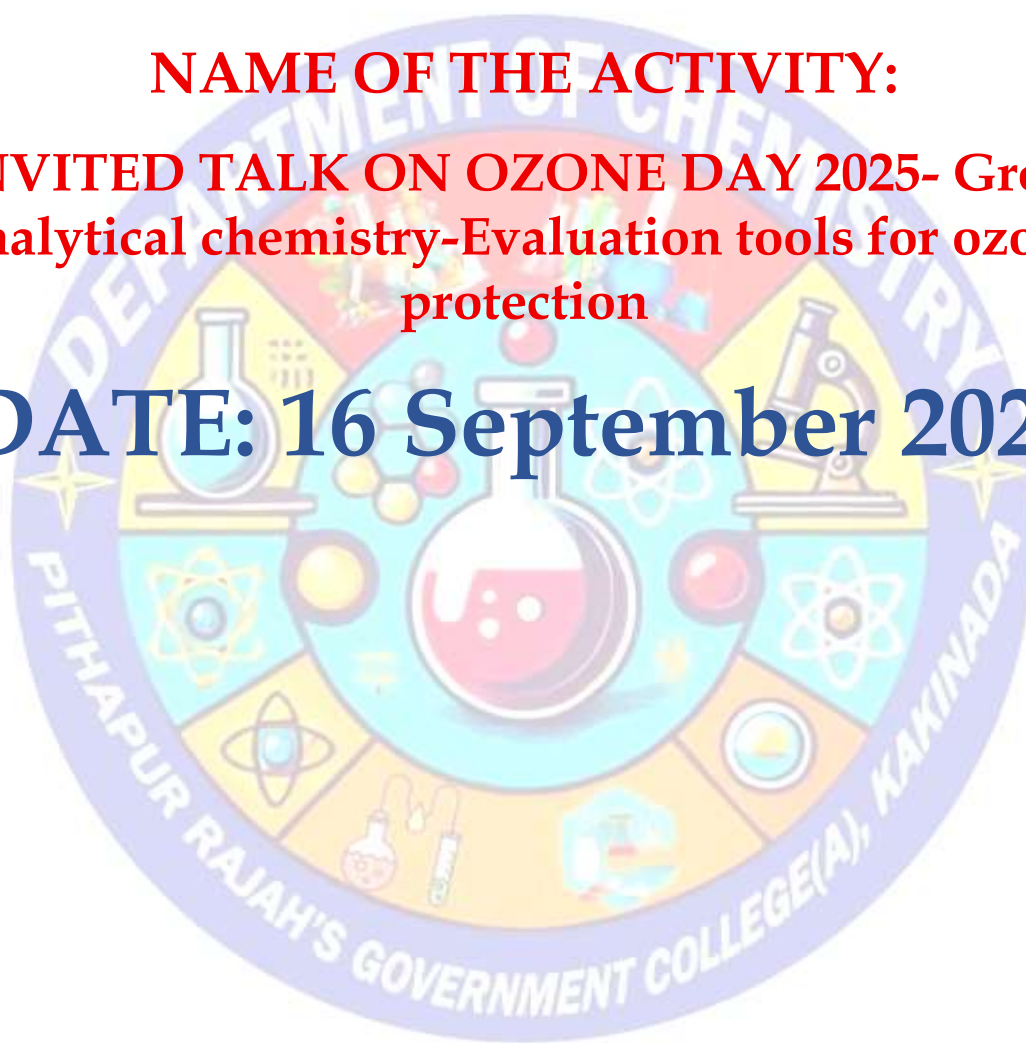 NAME OF THE ACTIVITY:
NVITED TALK ON OZONE DAY 2025- Gre
nalytical chemistry-Evaluation tools for ozo
protection
DATE: 16 September 202
DEPARTMENT OF CHEMISTRY
PITHAPUR RAJAH'S GOVERNMENT COLLEGE(A), KAKINADA